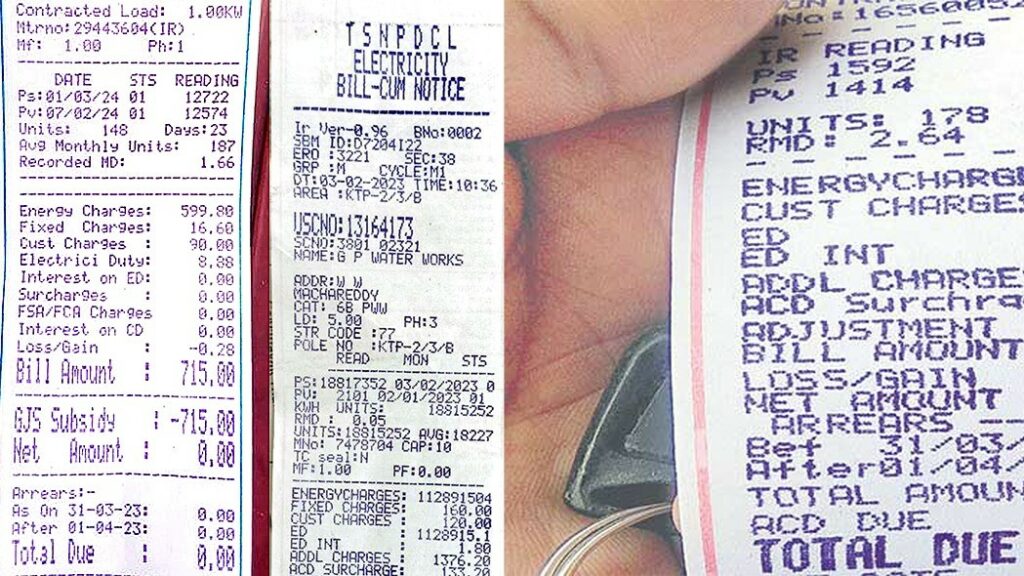 Contracted Load: 1.00KW
Mtrno:29443604(IR)
Mf: 1.00 Ph:1
DATE STS READING
Ps:01/03/24 01 12722
Pv:07/02/24 01 12574
Units: 148 Days:23
Avg Monthly Units: 187
Recorded MD: 1.66
Energy Charges: 599.80
Fixed Charges: 16.60
Cust Charges : 90.00
Electrici Duty: 8.88
Interest on ED: 0.00
Surcharges : 0.00
FSA/FCA Charges 0.00
Interest on CD 0.00
Loss/Gain : -0.28
Bill Amount : 715.00
GJS Subsidy : -715.00
Net Amount : 0.00
Arrears:-
As On 31-03-23: 0.00
After 01-04-23: 0.00
Total Due : 0.00
TSNPDCL
ELECTRICITY
BILL-CUM NOTICE
Ir Ver-0.96 BNo:0002
SBM ID:D7204I22
ERO :3221 SEC:38
GRP :M CYCLE:M1
DT:03-02-2023 TIME:10:36
AREA :KTP-2/3/B
USCNO:13164173
SCNO:3801 02321
NAME:G P WATER WORKS
ADDR:W W
MACHAREDDY
CAT: 6B PWW
LD: 5.00 PH:3
STR CODE :77
POLE NO :KTP-2/3/B
READ MON STS
PS:18817352 03/02/2023 0
PV: 2101 02/01/2023 01
KWH UNITS: 18815252
RMD : 0.05
UNITS:18815252 AVG:18227
MNo: 7478704 CAP:10
TC seal:N
MF:1.00 PF:0.00
ENERGYCHARGES: 112891504
FIXED CHARGES: 160.00
CUST CHARGES : 120.00
ED : 1128915.1
ED INT : 1.80
ADDL CHARGES : 1376.20
ACD SURCHARGE: 133.20
IR READING
Ps 1592
Pv 1414
UNITS: 178
RMD: 2.64
ENERGYCHARGE
CUST CHARGES
ED
ED INT
ADDL CHARGE
ACD Surchra
ADJUSTMENT
BILL AMOUNT
LOSS/GAIN
NET AMOUNT
ARREARS --
Bef 31/03/
After01/04/
TOTAL AMOUN
ACD DUE
TOTAL DUE